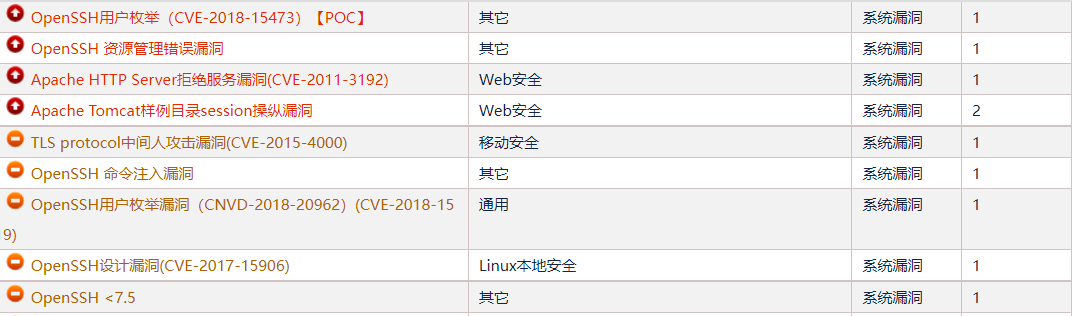 OpenSSH用户枚举（CVE-2018-15473）【POC】 其它 系统漏洞 1
OpenSSH 资源管理错误漏洞 其它 系统漏洞 1
Apache HTTP Server拒绝服务漏洞(CVE-2011-3192) Web安全 系统漏洞 1
Apache Tomcat样例目录session操纵漏洞 Web安全 系统漏洞 2
TLS protocol中间人攻击漏洞(CVE-2015-4000) 移动安全 系统漏洞 1
OpenSSH 命令注入漏洞 其它 系统漏洞 1
OpenSSH用户枚举漏洞（CNVD-2018-20962）(CVE-2018-15 通用 系统漏洞 1
9)
OpenSSH设计漏洞(CVE-2017-15906) Linux本地安全 系统漏洞 1
OpenSSH <7.5 其它 系统漏洞 1